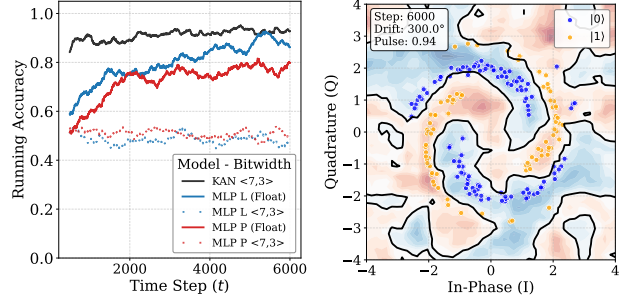 1.0
0.8
0.6
0.4
0.2
0.0
Running Accuracy
2000
4000
6000
Time Step (t)
Model - Bitwidth
KAN <7,3>
MLP L (Float)
MLP L <7,3>
MLP P (Float)
MLP P <7,3>
4
3
2
1
0
−1
−2
−3
−4
Quadrature (Q)
Step: 6000
Drift: 300.0°
Pulse: 0.94
|0⟩
|1⟩
−4
−2
0
2
4
In-Phase (I)